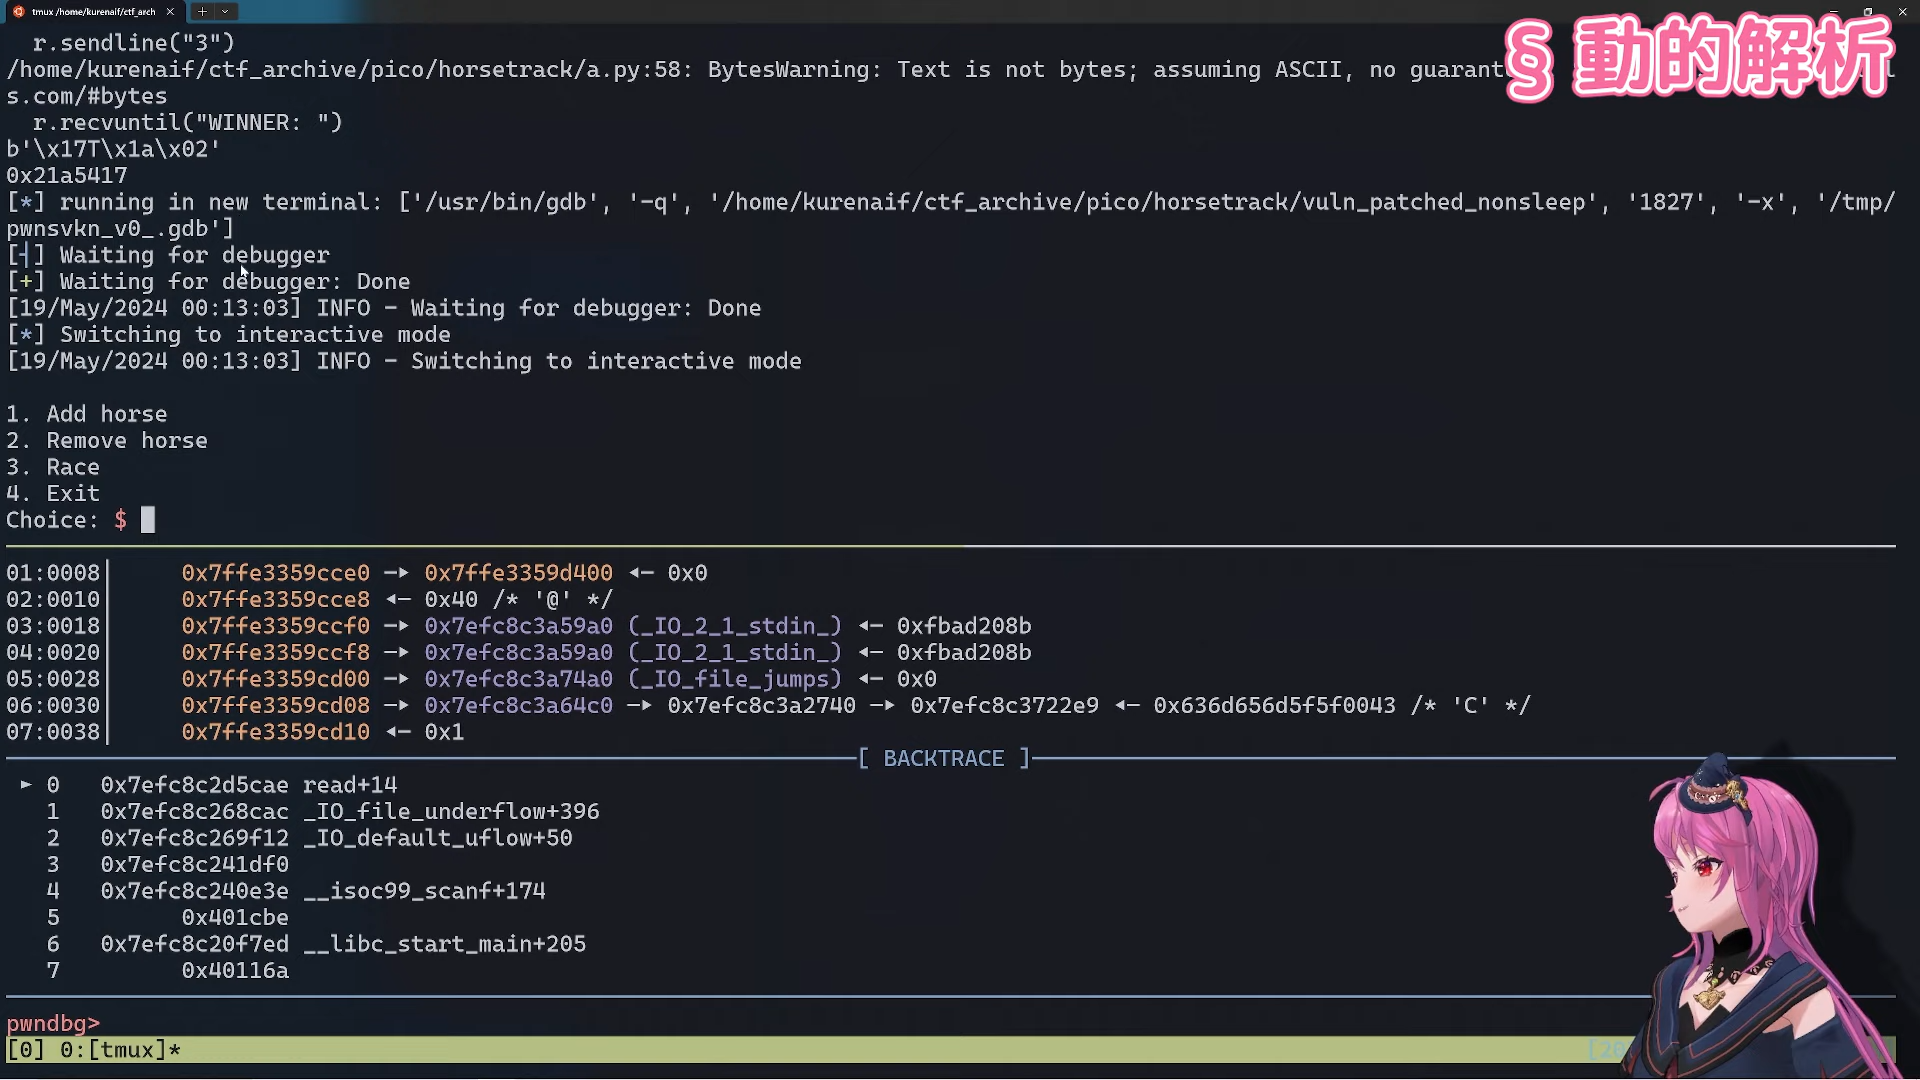 tmux /home/kurenaif/ctf_arch
§ 動的解析
  r.sendline("3")
/home/kurenaif/ctf_archive/pico/horsetrack/a.py:58: BytesWarning: Text is not bytes; assuming ASCII, no
s.com/#bytes
  r.recvuntil("WINNER: ")
b'\x17T\x1a\x02'
0x21a5417
[*] running in new terminal: ['/usr/bin/gdb', '-q', '/home/kurenaif/ctf_archive/pico/horsetrack/vuln_patched_nonsleep', '1827', '-x', '/tmp/
pwnsvkn_v0_.gdb']
[┤] Waiting for debugger
[+] Waiting for debugger: Done
[19/May/2024 00:13:03] INFO - Waiting for debugger: Done
[*] Switching to interactive mode
[19/May/2024 00:13:03] INFO - Switching to interactive mode
1. Add horse
2. Remove horse
3. Race
4. Exit
Choice: $
01:0008│      0x7ffe3359cce0 —▸ 0x7ffe3359d400 ◂— 0x0
02:0010│      0x7ffe3359cce8 ◂— 0x40 /* '@' */
03:0018│      0x7ffe3359ccf0 —▸ 0x7efc8c3a59a0 (_IO_2_1_stdin_) ◂— 0xfbad208b
04:0020│      0x7ffe3359ccf8 —▸ 0x7efc8c3a59a0 (_IO_2_1_stdin_) ◂— 0xfbad208b
05:0028│      0x7ffe3359cd00 —▸ 0x7efc8c3a74a0 (_IO_file_jumps) ◂— 0x0
06:0030│      0x7ffe3359cd08 —▸ 0x7efc8c3a64c0 —▸ 0x7efc8c3a2740 —▸ 0x7efc8c3722e9 ◂— 0x636d656d5f5f0043 /* 'C' */
07:0038│      0x7ffe3359cd10 ◂— 0x1
[ BACKTRACE ]
► 0   0x7efc8c2d5cae read+14
  1   0x7efc8c268cac _IO_file_underflow+396
  2   0x7efc8c269f12 _IO_default_uflow+50
  3   0x7efc8c241df0
  4   0x7efc8c240e3e __isoc99_scanf+174
  5         0x401cbe
  6   0x7efc8c20f7ed __libc_start_main+205
  7         0x40116a
pwndbg>
[0] 0:[tmux]*